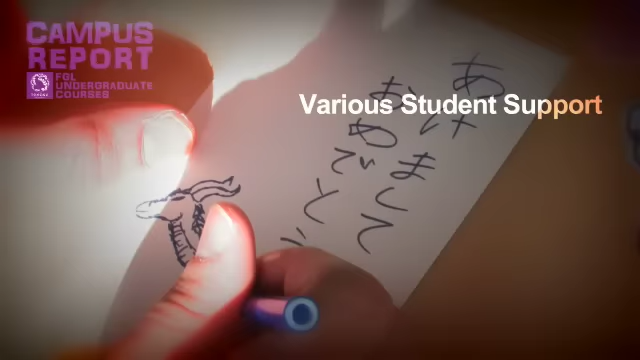 CAMPUS
REPORT
FGL
UNDERGRADUATE
COURSES
Various Student Support
あけまして
おめでと